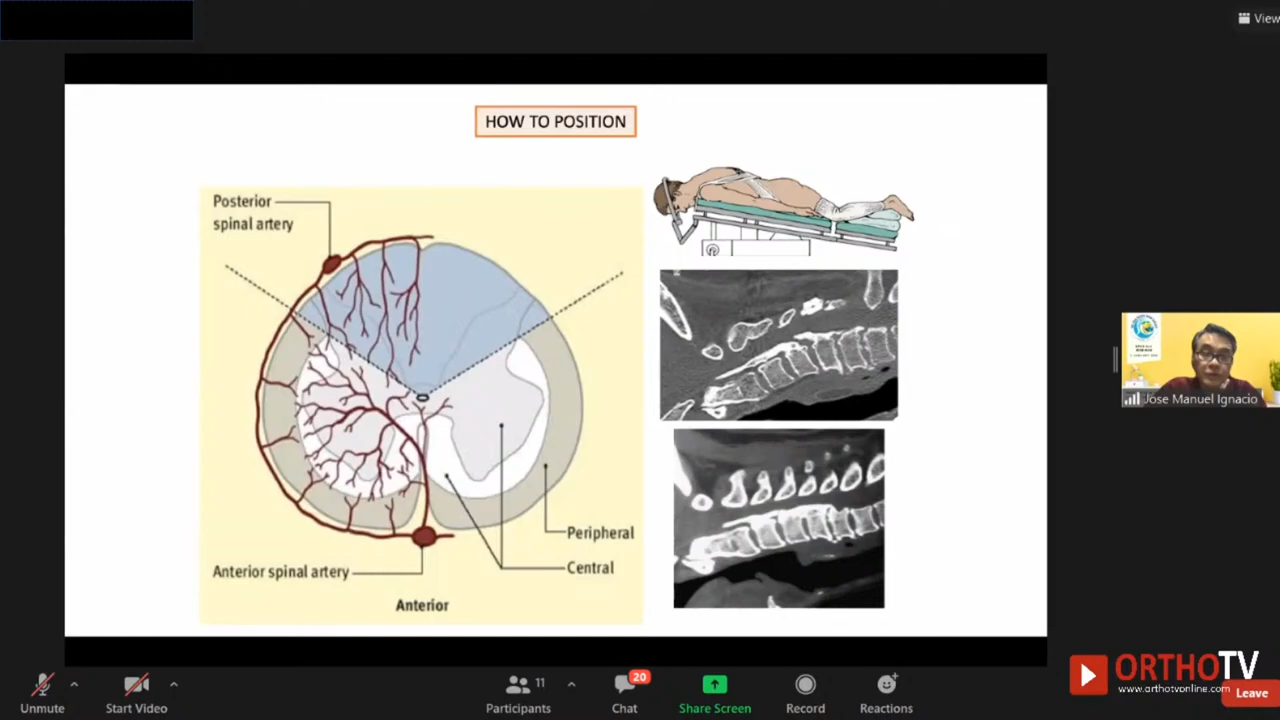 View
HOW TO POSITION
Posterior
spinal artery
Peripheral
Central
Anterior spinal artery
Anterior
Jose Manuel Ignacio
Unmute
Start Video
11
Participants
20
Chat
Share Screen
Record
Reactions
ORTHOTV
www.orthotvonline.com
Leave